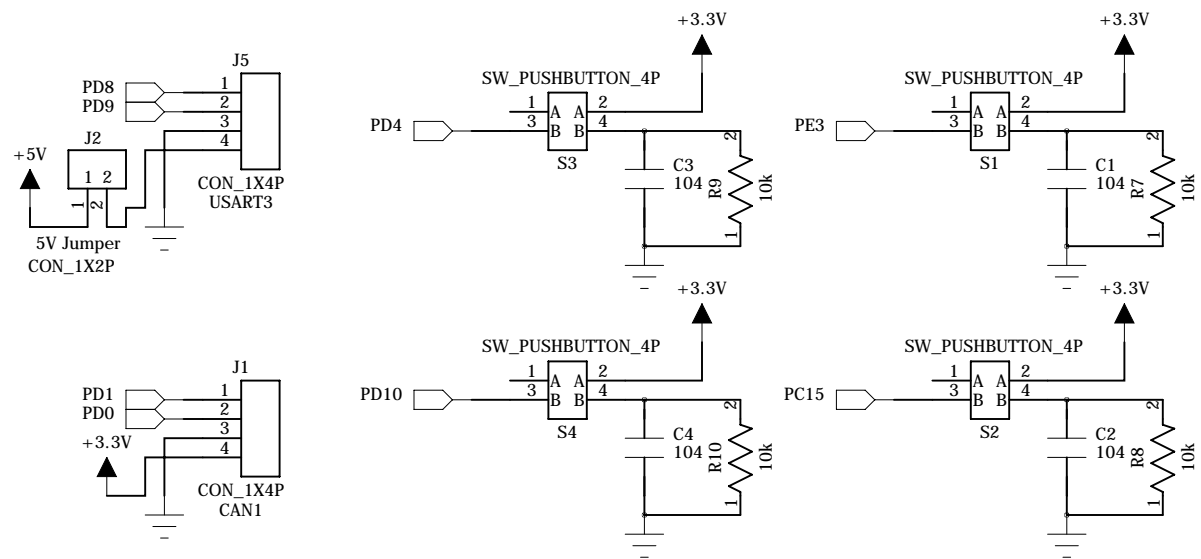 J5
PD8
PD9
1
2
3
4
J2
+5V
1 2
1
2
CON_1X4P
USART3
5V Jumper
CON_1X2P
+3.3V
SW_PUSHBUTTON_4P
PD4
1
3
A
B
A
B
2
4
S3
C3
104
R9
10k
2
1
+3.3V
SW_PUSHBUTTON_4P
PE3
1
3
A
B
A
B
2
4
S1
C1
104
R7
10k
2
1
J1
PD1
PD0
+3.3V
1
2
3
4
CON_1X4P
CAN1
+3.3V
SW_PUSHBUTTON_4P
PD10
1
3
A
B
A
B
2
4
S4
C4
104
R10
10k
2
1
+3.3V
SW_PUSHBUTTON_4P
PC15
1
3
A
B
A
B
2
4
S2
C2
104
R8
10k
2
1